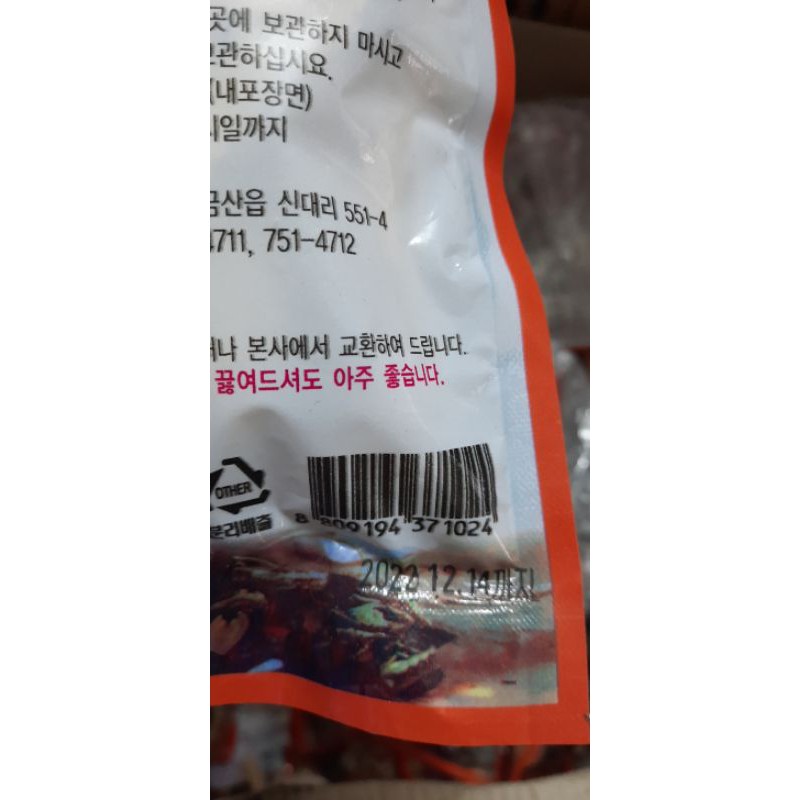 곳에 보관하지 마시고
보관하십시요.
(내포장면)
시일까지
금산읍 신대리 551-4
4711, 751-4712
본사에서 교환하여 드립니다.
끓여드셔도 아주 좋습니다.
OTHER
분리배출
8 809194 371024
2022.12.14까지